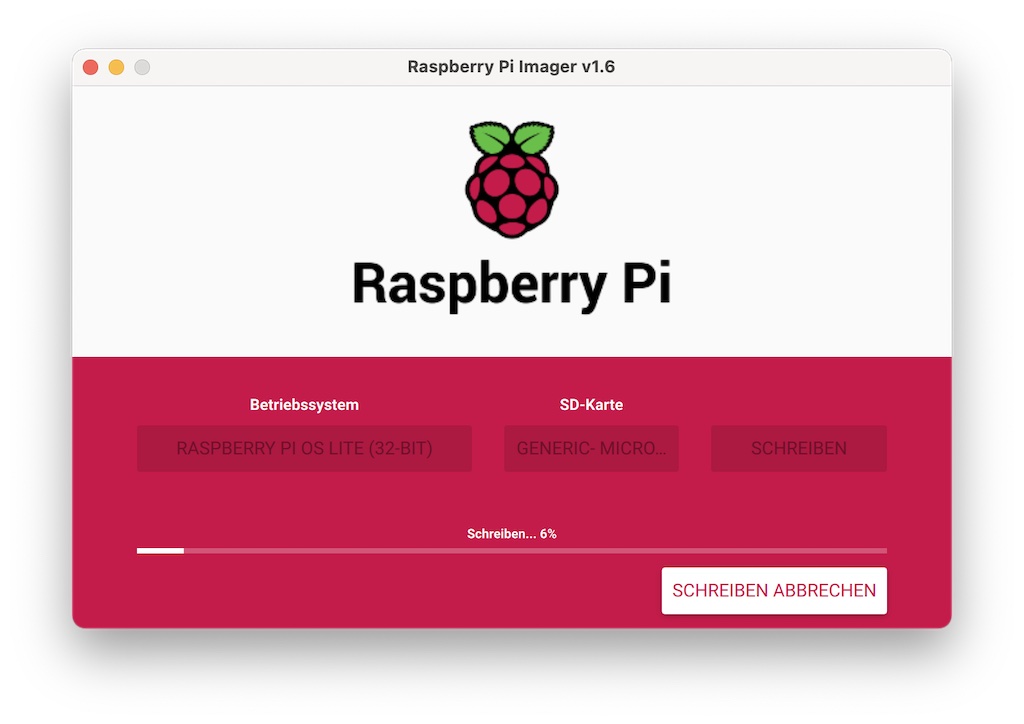 Raspberry Pi Imager v1.6
Raspberry Pi
Betriebssystem
SD-Karte
RASPBERRY PI OS LITE (32-BIT)
GENERIC- MICRO...
SCHREIBEN
Schreiben... 6%
SCHREIBEN ABBRECHEN